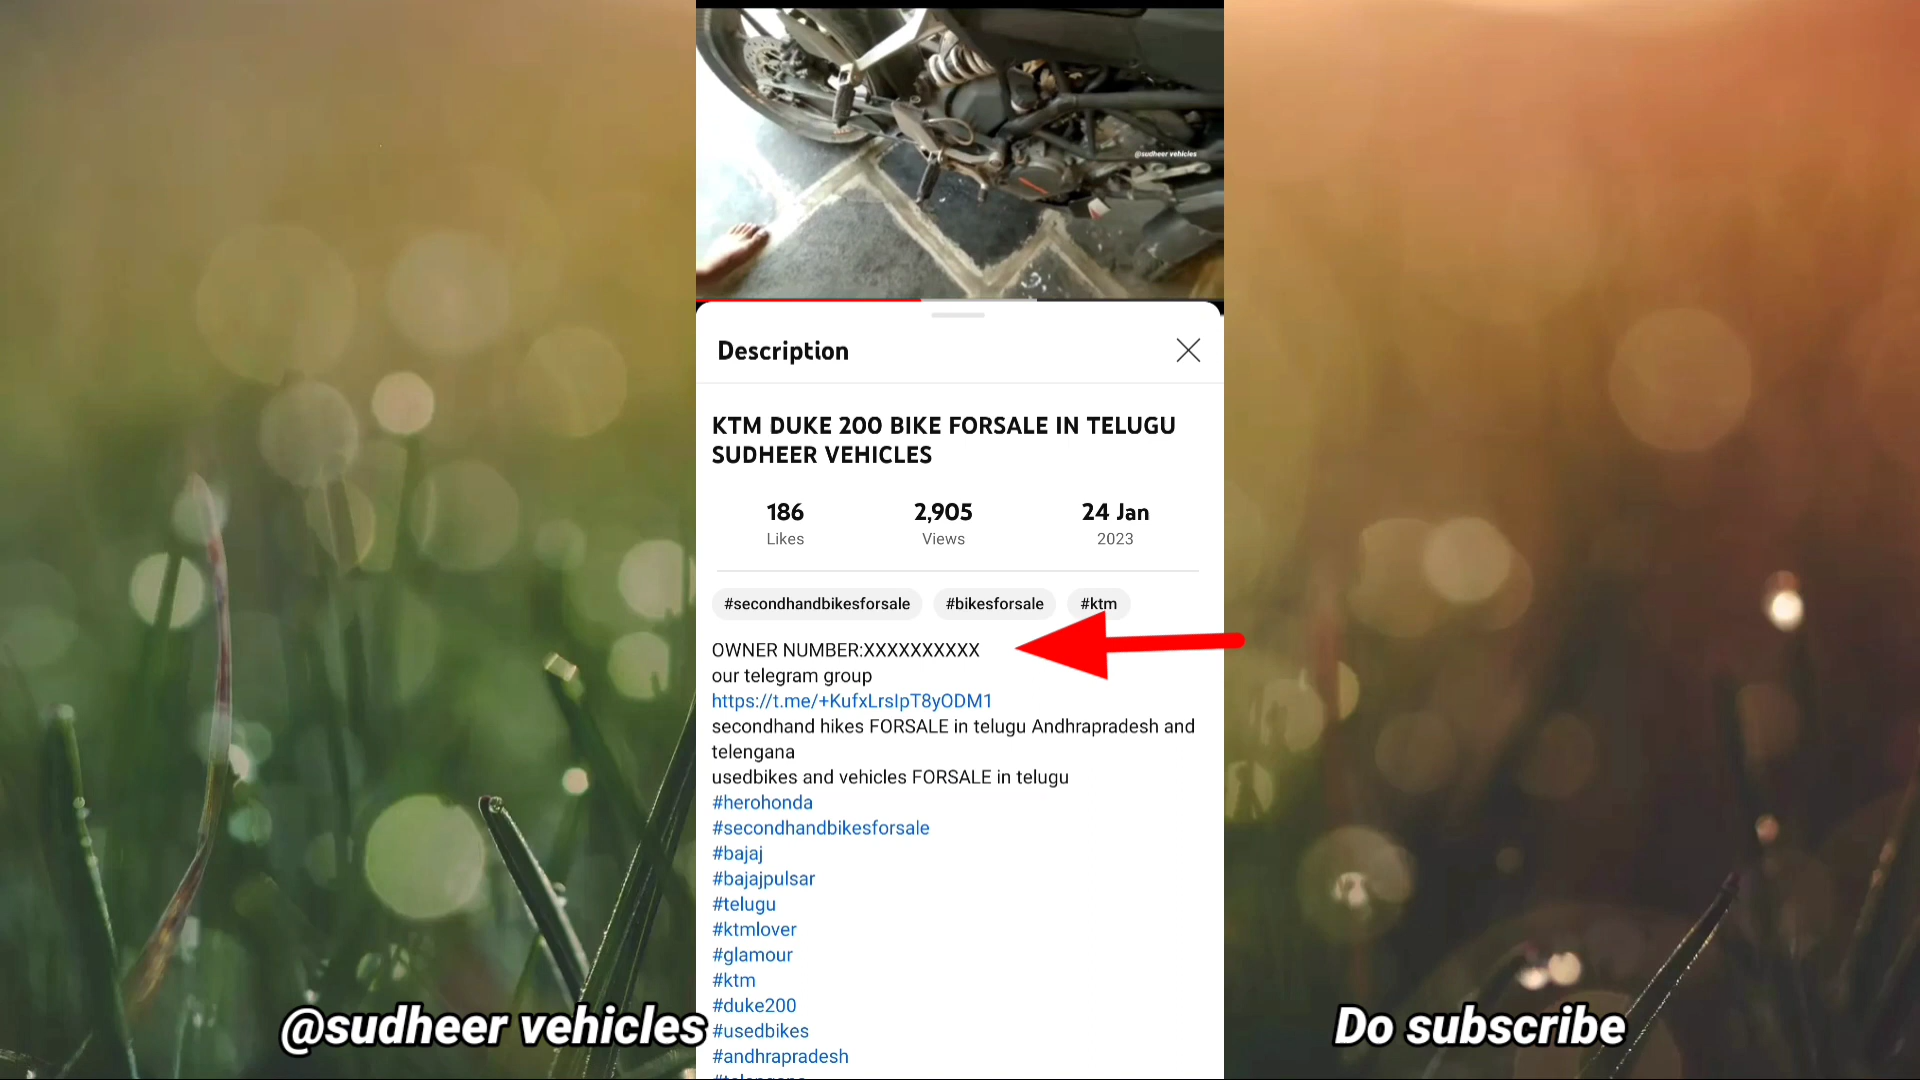 @sudheer vehicles
Description
KTM DUKE 200 BIKE FORSALE IN TELUGU
SUDHEER VEHICLES
186 2,905 24 Jan
Likes Views 2023
#secondhandbikesforsale #bikesforsale #ktm
OWNER NUMBER:XXXXXXXXXX
our telegram group
https://t.me/+KufxLrsIpT8yODM1
secondhand hikes FORSALE in telugu Andhrapradesh and
telengana
usedbikes and vehicles FORSALE in telugu
#herohonda
#secondhandbikesforsale
#bajaj
#bajajpulsar
#telugu
#ktmlover
#glamour
#ktm
#duke200
#usedbikes
#andhrapradesh
@sudheer vehicles
Do subscribe